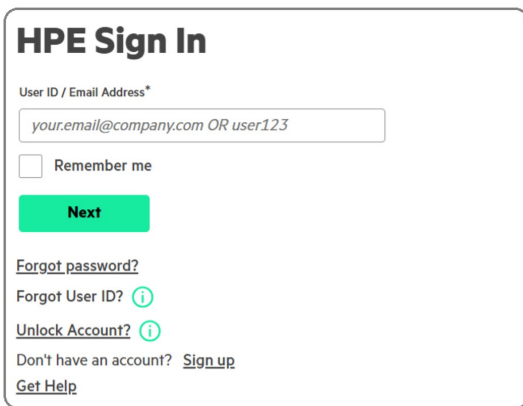 HPE Sign In
User ID / Email Address*
your.email@company.com OR user123
Remember me
Next
Forgot password?
Forgot User ID?
Unlock Account?
Don't have an account? Sign up
Get Help